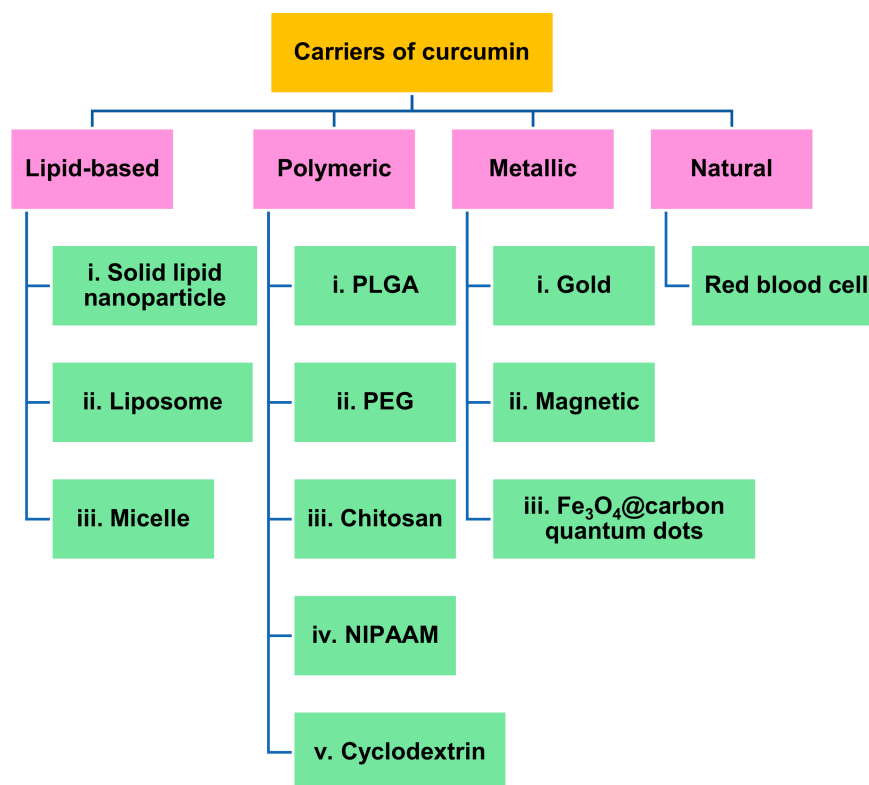 Carriers of curcumin
Lipid-based
Polymeric
Metallic
Natural
i. Solid lipid
nanoparticle
ii. Liposome
iii. Micelle
i. PLGA
ii. PEG
iii. Chitosan
iv. NIPAAM
v. Cyclodextrin
i. Gold
ii. Magnetic
iii. Fe₃O₄@carbon
quantum dots
Red blood cell